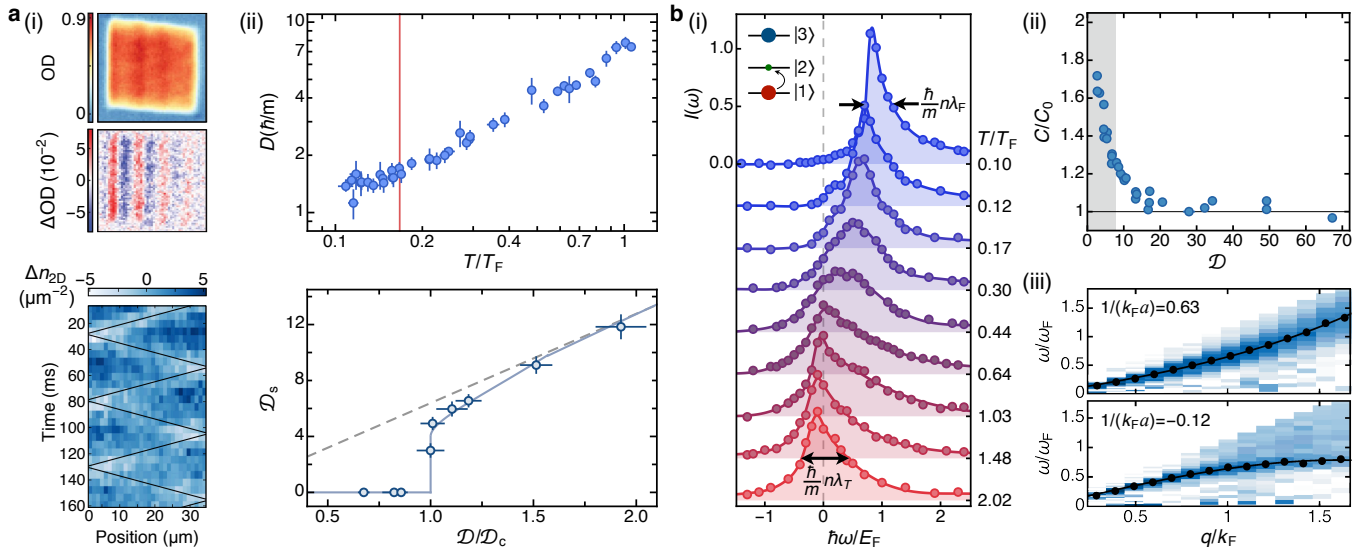 a
(i)
0.9
OD
0
ΔOD (10⁻²)
5
0
−5
Δn2D
(μm⁻²)
−5
0
5
20
40
60
80
100
120
140
160
Time (ms)
0
10
20
30
Position (μm)
(ii)
D(ħ/m)
7
5
3
2
1
0.1
0.2
0.4
0.7
1
T/TF
𝒟s
12
8
4
0
1.0
1.5
2.0
𝒟/𝒟c
b
(i)
|3⟩
|2⟩
|1⟩
I(ω)
1.0
0.5
0.0
ħ/m nλF
T/TF
0.10
0.12
0.17
0.30
0.44
0.64
1.03
1.48
2.02
ħ/m nλT
−1
0
1
2
ħω/EF
(ii)
C/C0
2
1.8
1.6
1.4
1.2
1
0
10
20
30
40
50
60
70
𝒟
(iii)
1/(kFa)=0.63
ω/ωF
1.5
1.0
0.5
0
1/(kFa)=−0.12
ω/ωF
1.5
1.0
0.5
0
0.5
1.0
1.5
q/kF